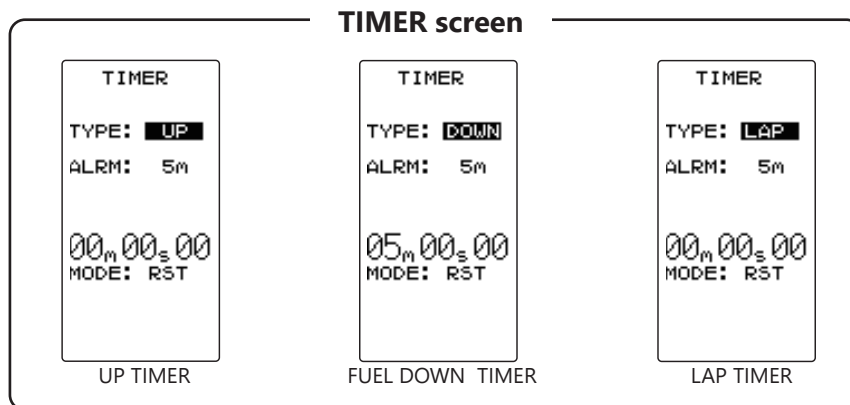 TIMER screen
TIMER
TYPE: UP
ALRM: 5m
00m00s00
MODE: RST
UP TIMER
TIMER
TYPE: DOWN
ALRM: 5m
05m00s00
MODE: RST
FUEL DOWN TIMER
TIMER
TYPE: LAP
ALRM: 5m
00m00s00
MODE: RST
LAP TIMER